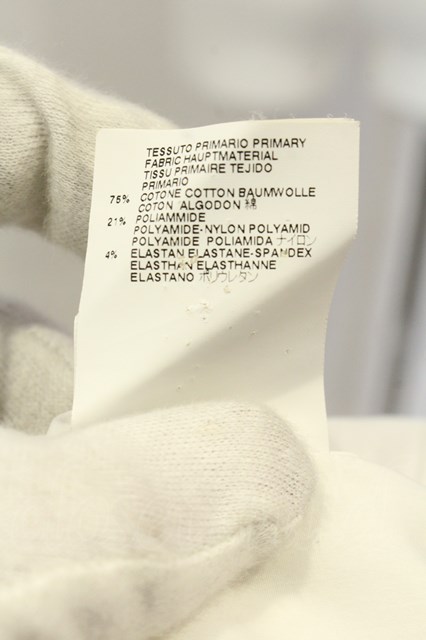 TESSUTO PRIMARIO PRIMARY
FABRIC HAUPTMATERIAL
TISSU PRIMAIRE TEJIDO
PRIMARIO
75% COTONE COTTON BAUMWOLLE
COTON ALGODON 綿
21% POLIAMMIDE
POLYAMIDE-NYLON POLYAMID
POLYAMIDE POLIAMIDA ナイロン
4% ELASTAN ELASTANE-SPANDEX
ELASTHAN ELASTHANNE
ELASTANO ポリウレタン